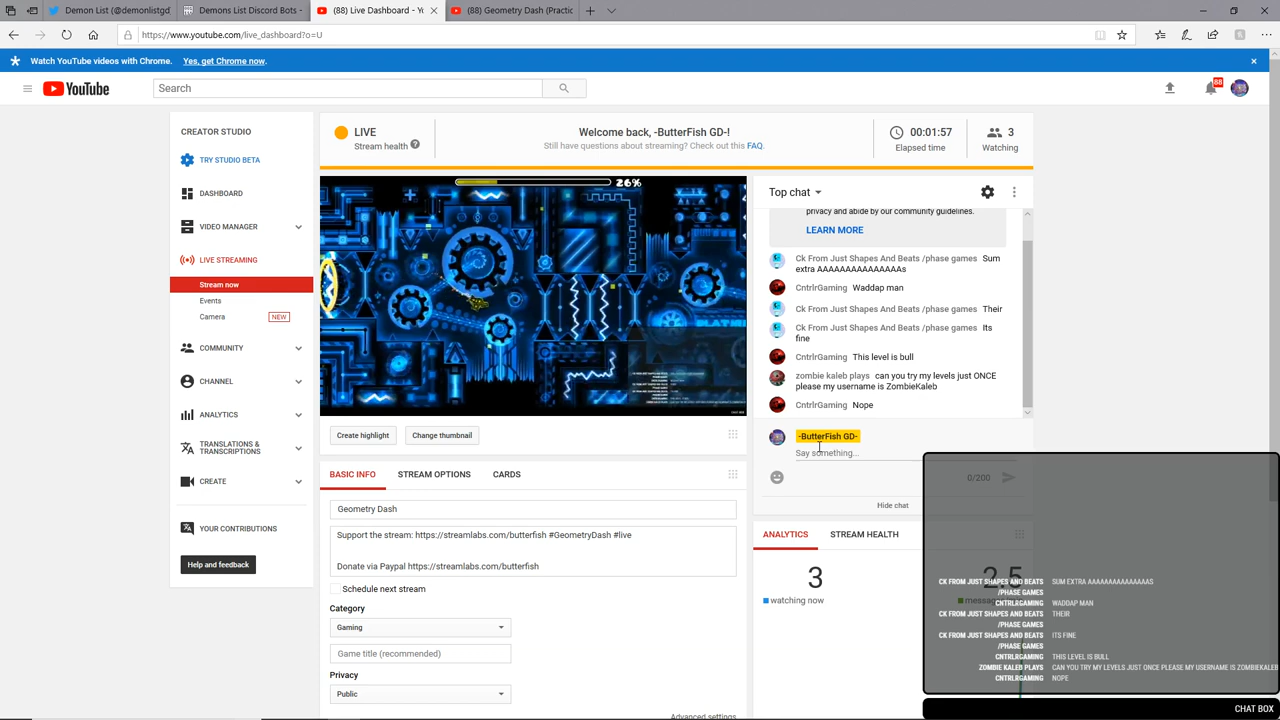 Demon List (@demonlistgd
Demons List Discord Bots -
(88) Live Dashboard - Yo
(88) Geometry Dash (Practic
https://www.youtube.com/live_dashboard?o=U
Watch YouTube videos with Chrome. Yes, get Chrome now.
YouTube
Search
88
CREATOR STUDIO
TRY STUDIO BETA
DASHBOARD
VIDEO MANAGER
LIVE STREAMING
Stream now
Events
Camera NEW
COMMUNITY
CHANNEL
ANALYTICS
TRANSLATIONS &
TRANSCRIPTIONS
CREATE
YOUR CONTRIBUTIONS
Help and feedback
LIVE
Stream health
Welcome back, -ButterFish GD-!
Still have questions about streaming? Check out this FAQ.
00:01:57
Elapsed time
3
Watching
26%
Create highlight
Change thumbnail
BASIC INFO
STREAM OPTIONS
CARDS
Geometry Dash
Support the stream: https://streamlabs.com/butterfish #GeometryDash #live
Donate via Paypal https://streamlabs.com/butterfish
Schedule next stream
Category
Gaming
Game title (recommended)
Privacy
Public
Advanced settings
Top chat
privacy and abide by our community guidelines.
LEARN MORE
Ck From Just Shapes And Beats /phase games Sum
extra AAAAAAAAAAAAAAAs
CntrlrGaming Waddap man
Ck From Just Shapes And Beats /phase games Their
Ck From Just Shapes And Beats /phase games Its
fine
CntrlrGaming This level is bull
zombie kaleb plays can you try my levels just ONCE
please my username is ZombieKaleb
CntrlrGaming Nope
-ButterFish GD-
Say something...
0/200
Hide chat
ANALYTICS
STREAM HEALTH
3
watching now
2.5
CK FROM JUST SHAPES AND BEATS SUM EXTRA AAAAAAAAAAAAAAAS
/PHASE GAMES
CNTRLRGAMING WADDAP MAN
CK FROM JUST SHAPES AND BEATS THEIR
/PHASE GAMES
CK FROM JUST SHAPES AND BEATS ITS FINE
/PHASE GAMES
CNTRLRGAMING THIS LEVEL IS BULL
ZOMBIE KALEB PLAYS CAN YOU TRY MY LEVELS JUST ONCE PLEASE MY USERNAME IS ZOMBIEKALEB
CNTRLRGAMING NOPE
CHAT BOX